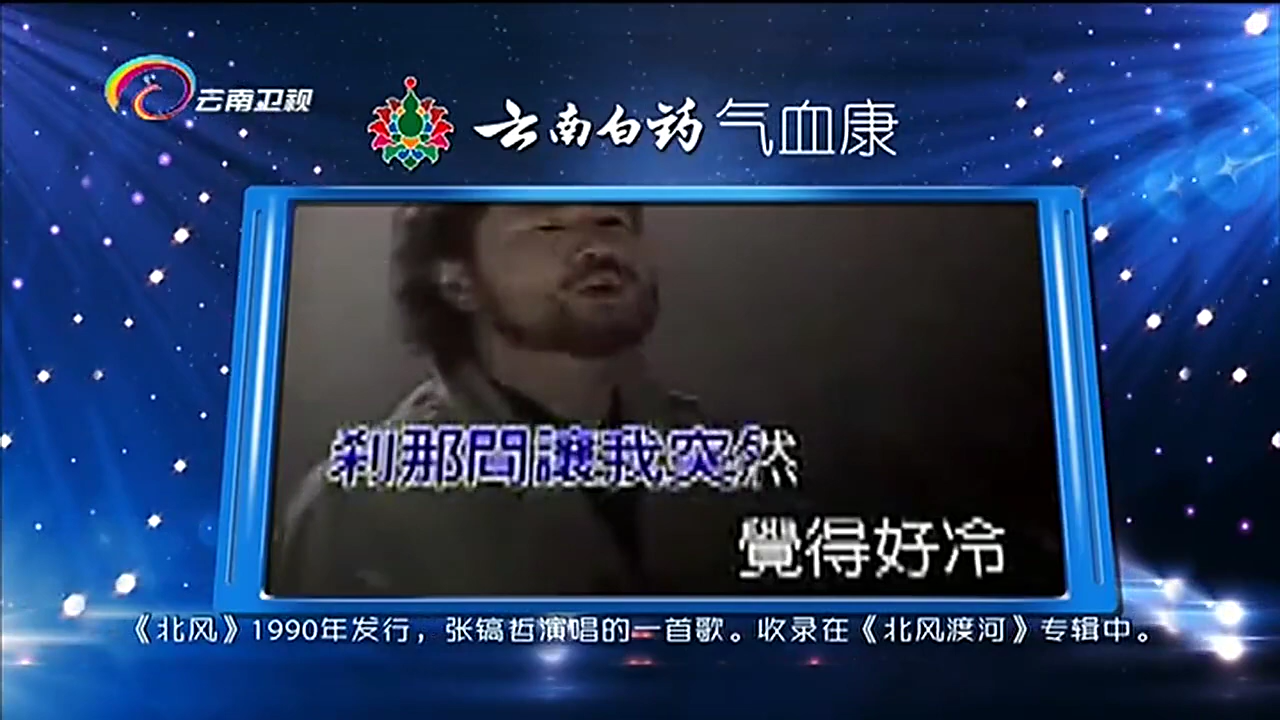 云南卫视
云南白药 气血康
刹那間讓我突然
覺得好冷
《北风》1990年发行，张镐哲演唱的一首歌。收录在《北风渡河》专辑中。